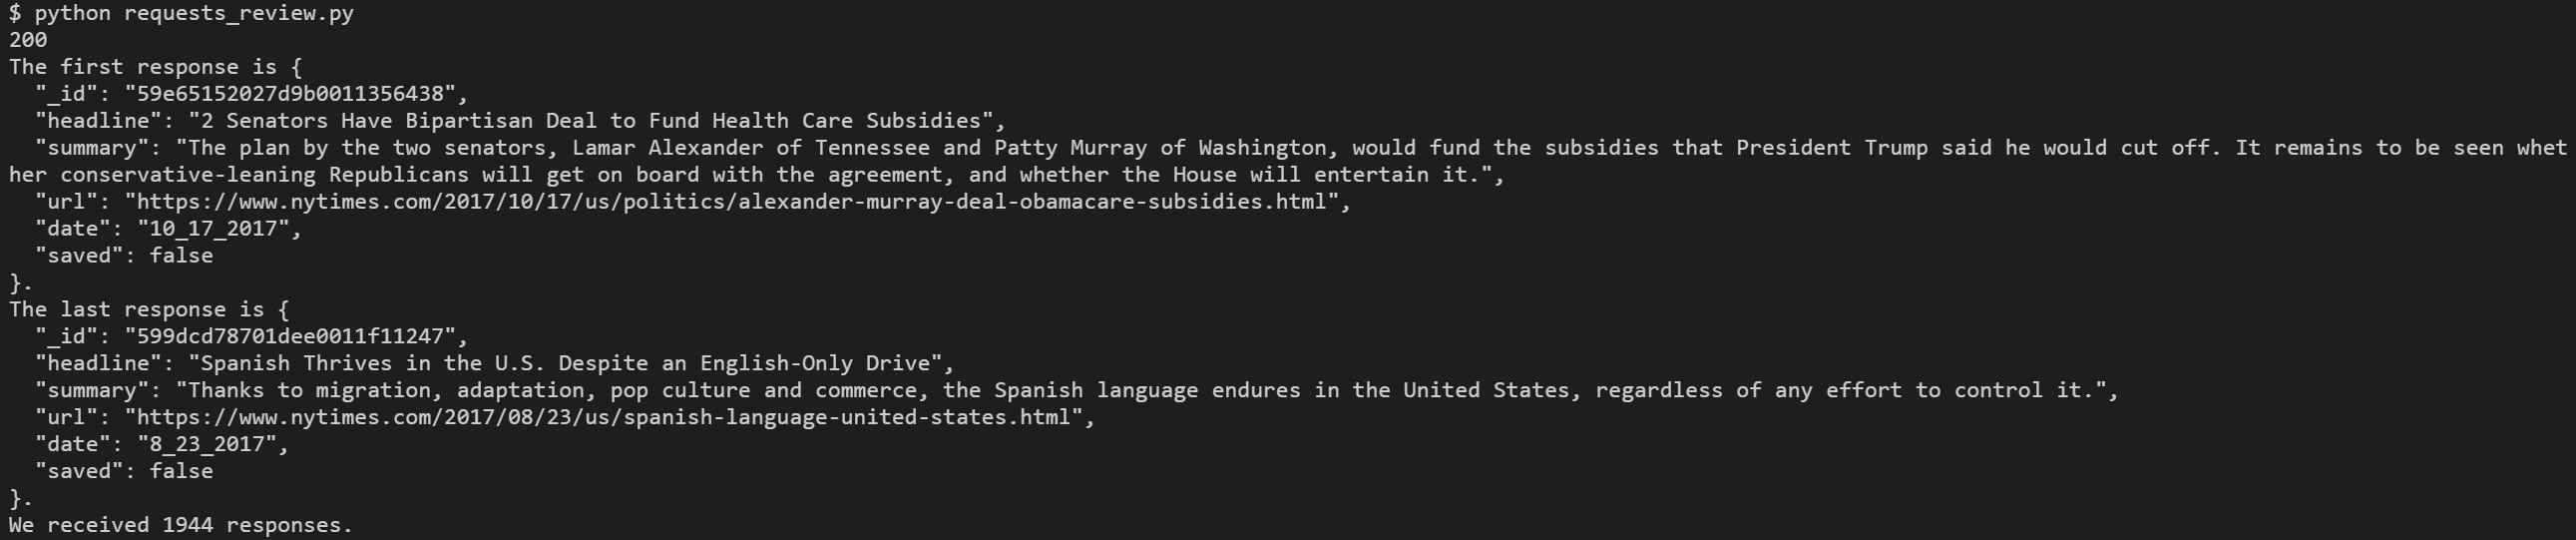 $ python requests_review.py
200
The first response is {
  "_id": "59e65152027d9b0011356438",
  "headline": "2 Senators Have Bipartisan Deal to Fund Health Care Subsidies",
  "summary": "The plan by the two senators, Lamar Alexander of Tennessee and Patty Murray of Washington, would fund the subsidies that President Trump said he would cut off. It remains to be seen whet
her conservative-leaning Republicans will get on board with the agreement, and whether the House will entertain it.",
  "url": "https://www.nytimes.com/2017/10/17/us/politics/alexander-murray-deal-obamacare-subsidies.html",
  "date": "10_17_2017",
  "saved": false
}.
The last response is {
  "_id": "599dcd78701dee0011f11247",
  "headline": "Spanish Thrives in the U.S. Despite an English-Only Drive",
  "summary": "Thanks to migration, adaptation, pop culture and commerce, the Spanish language endures in the United States, regardless of any effort to control it.",
  "url": "https://www.nytimes.com/2017/08/23/us/spanish-language-united-states.html",
  "date": "8_23_2017",
  "saved": false
}.
We received 1944 responses.